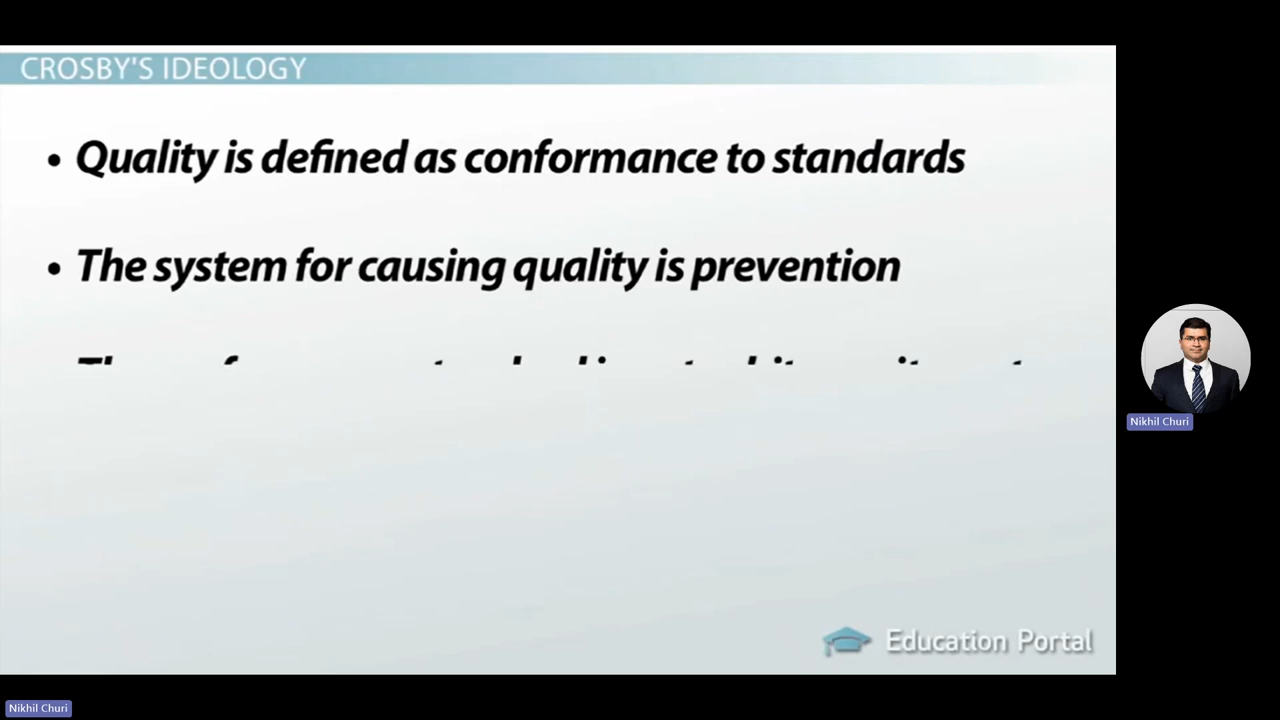 CROSBY'S IDEOLOGY
• Quality is defined as conformance to standards
• The system for causing quality is prevention
Education Portal
Nikhil Churi
Nikhil Churi